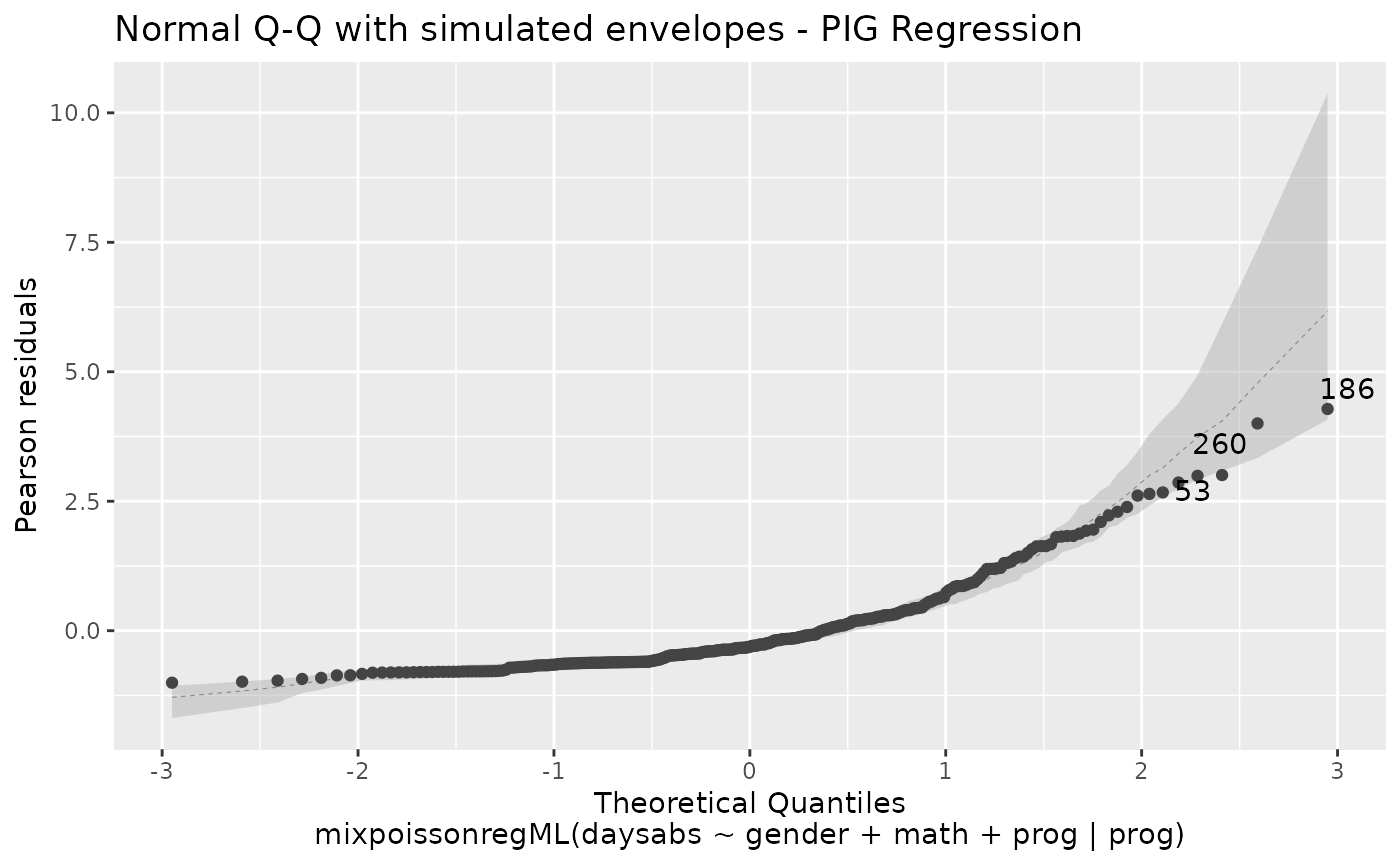 Normal Q-Q with simulated envelopes - PIG Regression
10.0
7.5
5.0
2.5
0.0
Pearson residuals
186
260
53
-3 -2 -1 0 1 2 3
Theoretical Quantiles
mixpoissonregML(daysabs ~ gender + math + prog | prog)